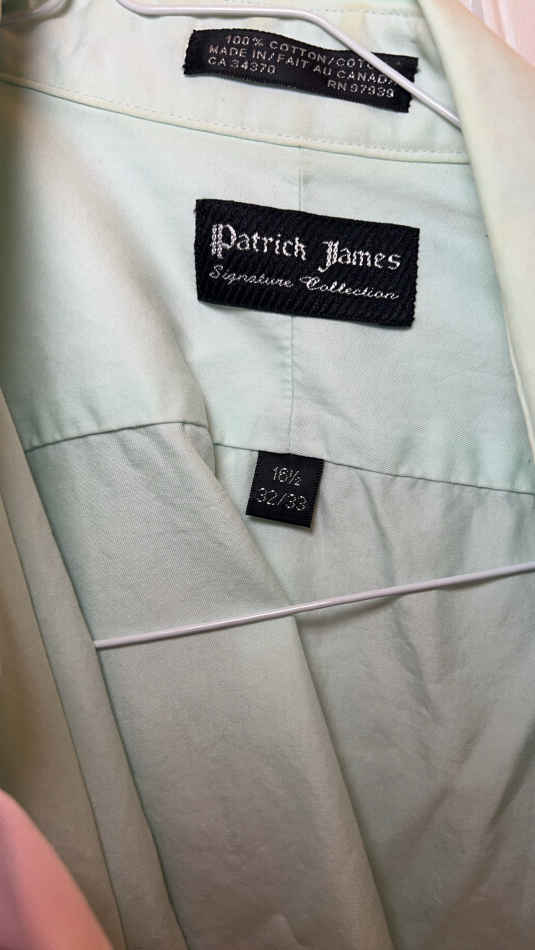 100% COTTON/COTON
MADE IN/FAIT AU CANADA
CA 34370
RN 97939
Patrick James
Signature Collection
16½
32/33